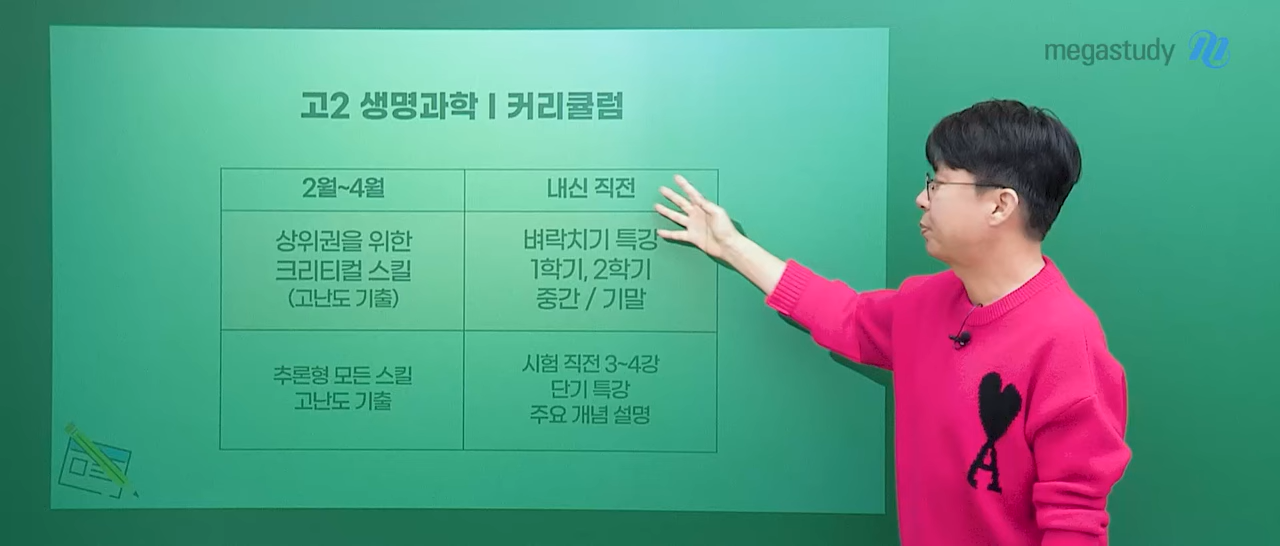 megastudy
고2 생명과학 I 커리큘럼
2월~4월
내신 직전
상위권을 위한
크리티컬 스킬
(고난도 기출)
벼락치기 특강
1학기, 2학기
중간 / 기말
추론형 모든 스킬
고난도 기출
시험 직전 3~4강
단기 특강
주요 개념 설명
A